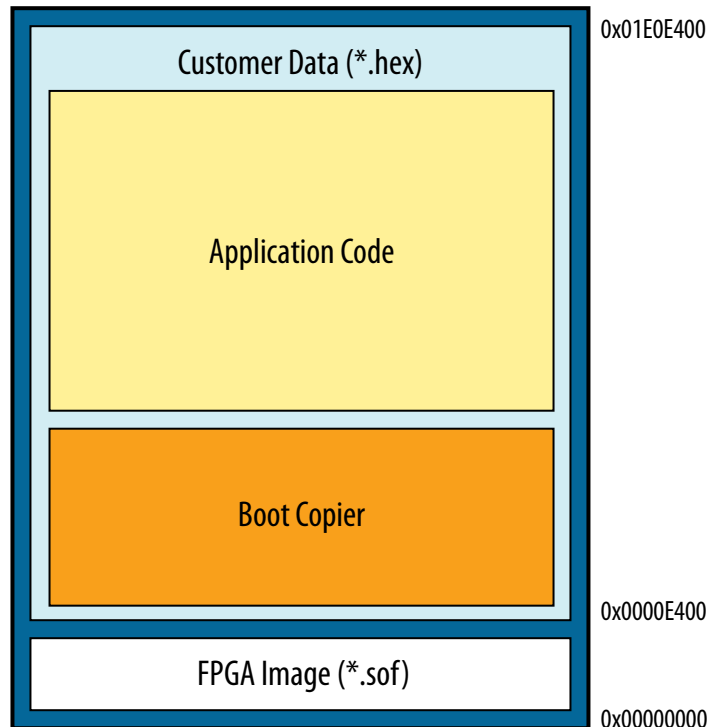 0x01E0E400
Customer Data (*.hex)
Application Code
Boot Copier
0x0000E400
FPGA Image (*.sof)
0x00000000